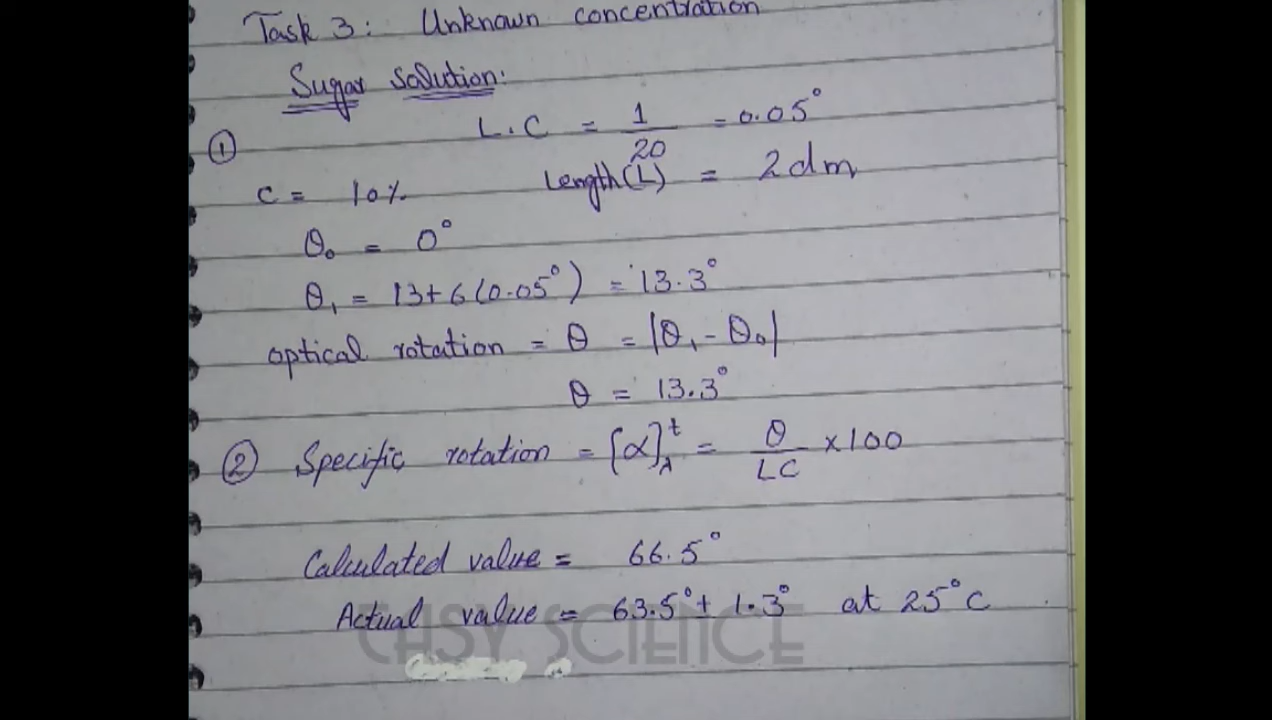 Task 3: Unknown concentration
Sugar Solution:
① L.C = 1/20 = 0.05°
C = 10% Length(L) = 2dm
θ₀ = 0°
θ₁ = 13+6(0.05°) = 13.3°
optical rotation = θ = |θ₁ - θ₀|
θ = 13.3°
② Specific rotation = [α]ᵗ_λ = θ/LC ×100
Calculated value = 66.5°
Actual value = 63.5° ± 1.3° at 25°C
EASY SCIENCE